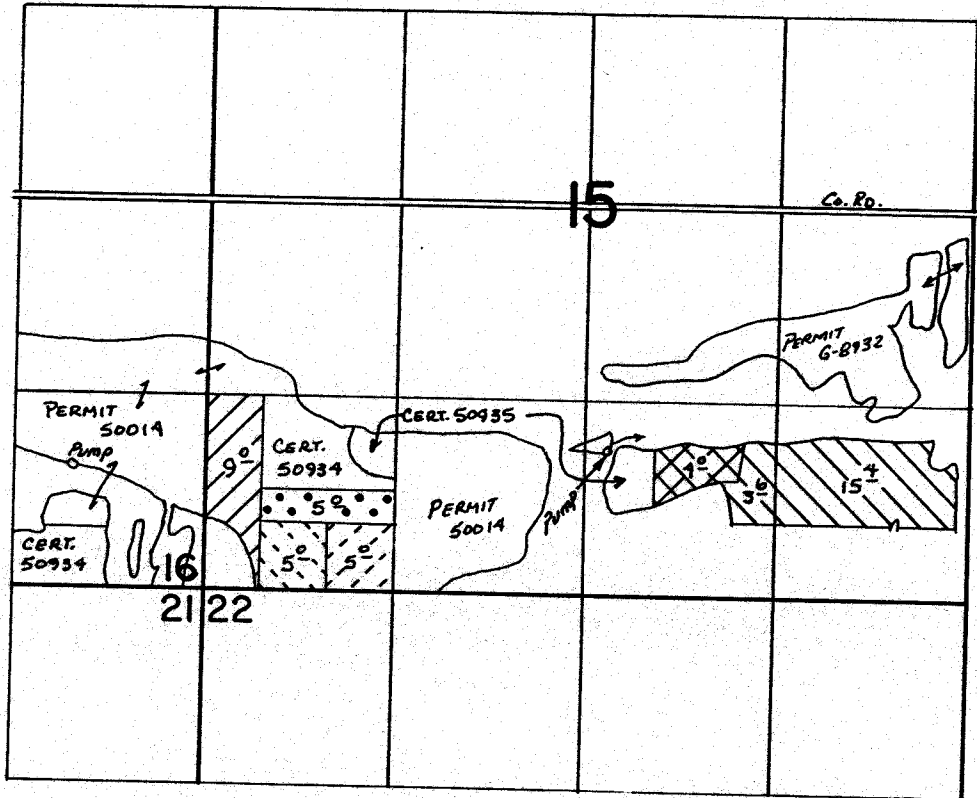 15
Co. RD.
PERMIT
G-8932
PERMIT
50014
PUMP
9.0
CERT.
50934
CERT. 50935
5.0
5.0
5.0
PERMIT
50014
PUMP
4.0
3.6
15.4
CERT.
50934
16
21 22